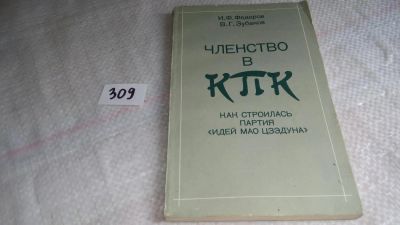 И.Ф. Федоров
В.Г. Зубаков
ЧЛЕНСТВО
В
КПК
КАК СТРОИЛАСЬ
ПАРТИЯ
«ИДЕЙ МАО ЦЗЭДУНА»
309